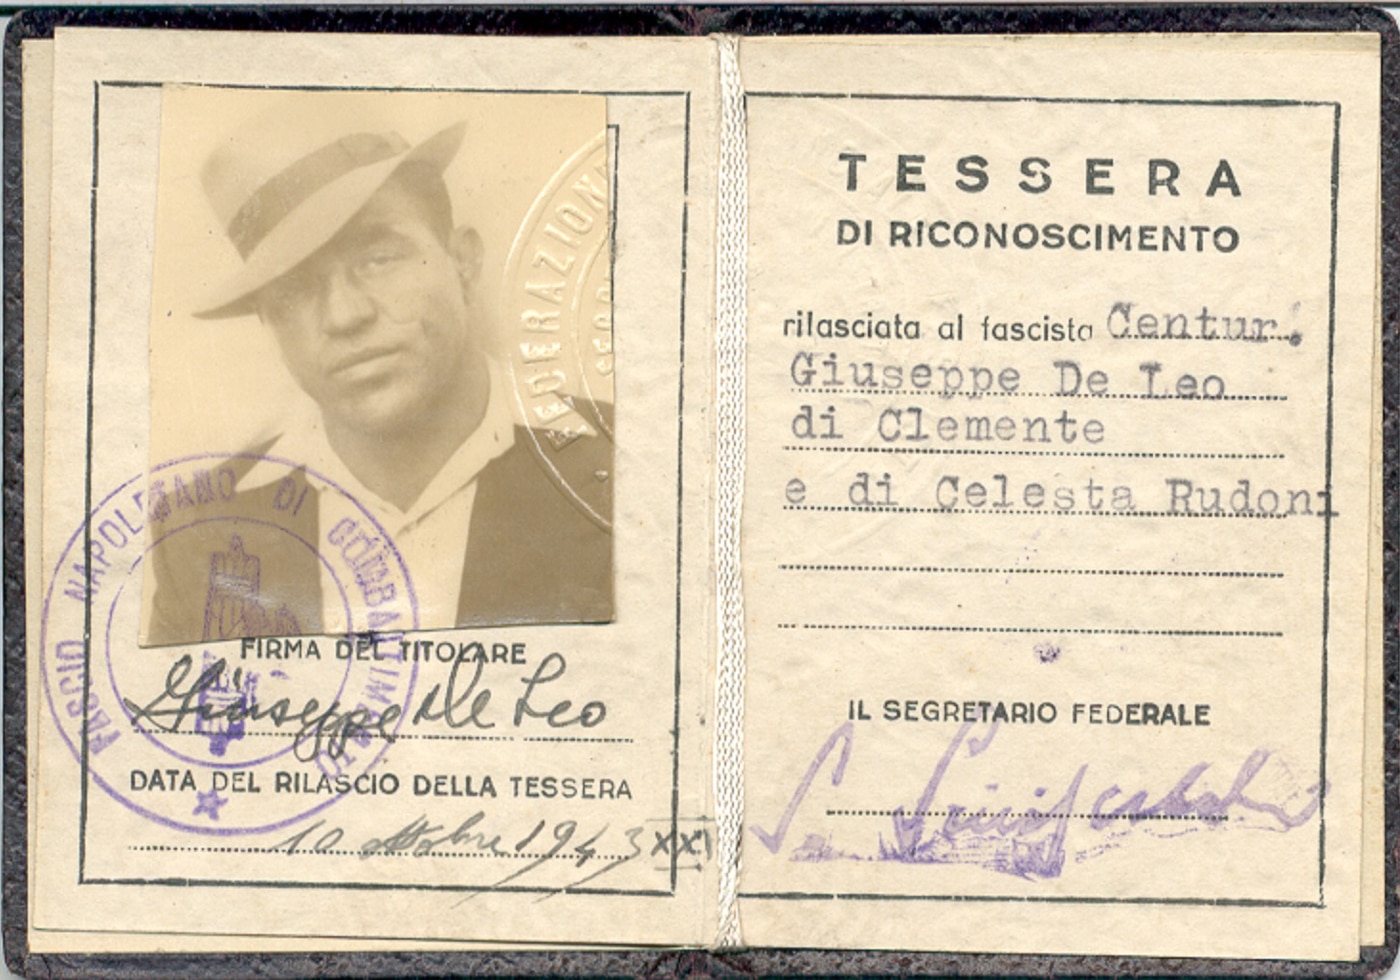 FEDERAZION
FASCIO NAPOLETANO DI COMBATTIMENTO
FIRMA DEL TITOLARE
Giuseppe De Leo
DATA DEL RILASCIO DELLA TESSERA
10 ottobre 1943 XXI
TESSERA
DI RICONOSCIMENTO
rilasciata al fascista Centur.
Giuseppe De Leo
di Clemente
e di Celesta Rudoni
IL SEGRETARIO FEDERALE